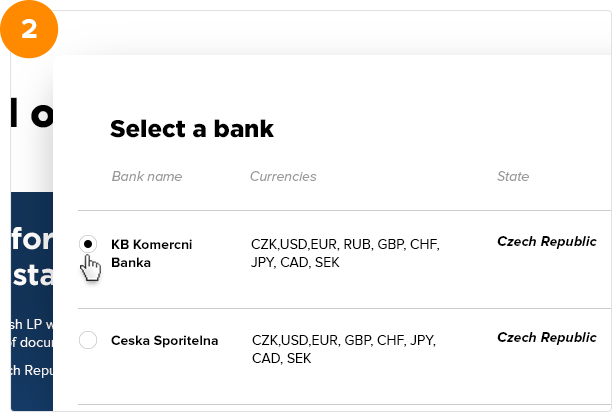 2
l o
Select a bank
Bank name Currencies State
for
sta
KB Komercni
Banka
CZK,USD,EUR, RUB, GBP, CHF,
JPY, CAD, SEK
Czech Republic
sh LP w
of docur
ch Repu
Ceska Sporitelna
CZK,USD,EUR, GBP, CHF, JPY,
CAD, SEK
Czech Republic